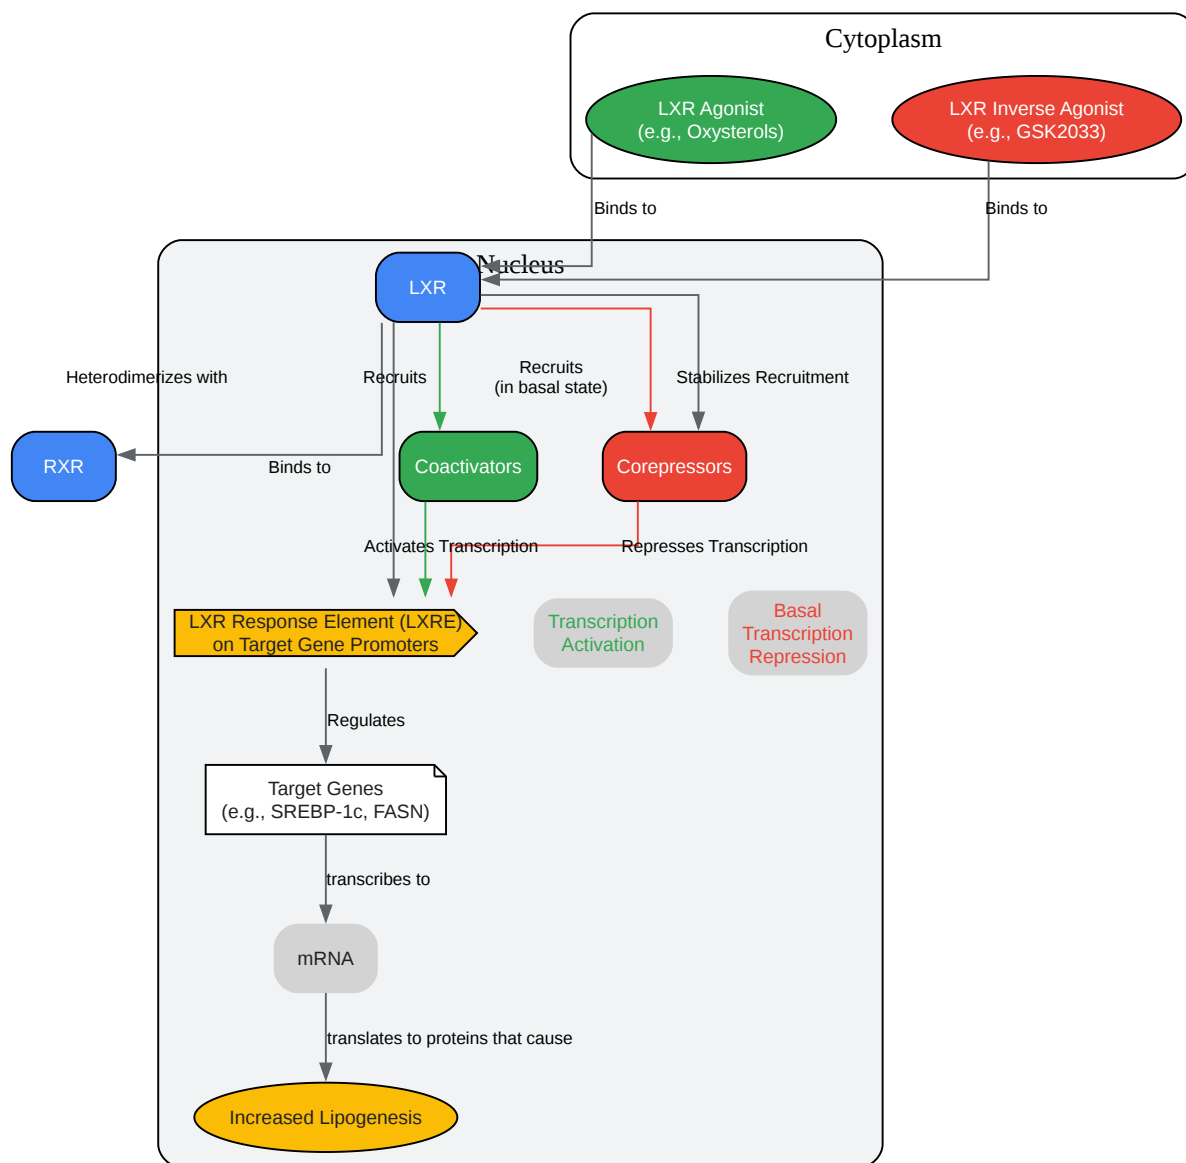 Cytoplasm
LXR Agonist
(e.g., Oxysterols)
LXR Inverse Agonist
(e.g., GSK2033)
Binds to
Binds to
Nucleus
LXR
Heterodimerizes with
Recruits
Recruits
(in basal state)
Stabilizes Recruitment
RXR
Binds to
Coactivators
Corepressors
Activates Transcription
Represses Transcription
LXR Response Element (LXRE)
on Target Gene Promoters
Transcription
Activation
Basal
Transcription
Repression
Regulates
Target Genes
(e.g., SREBP-1c, FASN)
transcribes to
mRNA
translates to proteins that cause
Increased Lipogenesis